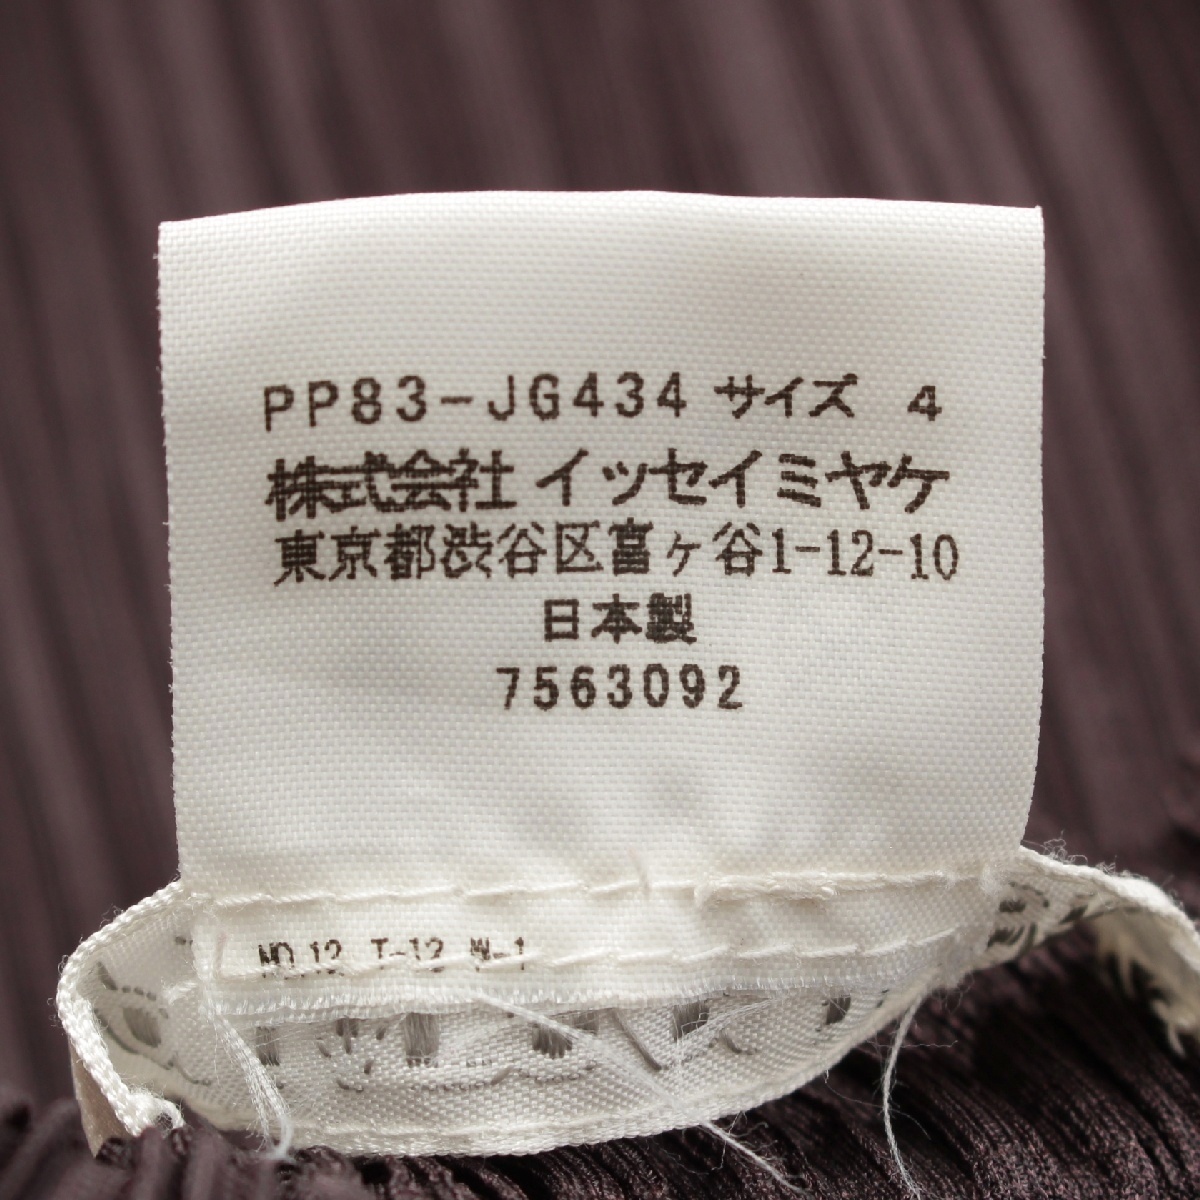 PP83-JG434 サイズ 4
株式会社 イッセイミヤケ
東京都渋谷区富ヶ谷1-12-10
日本製
7563092
NO.12 T-12 W-1